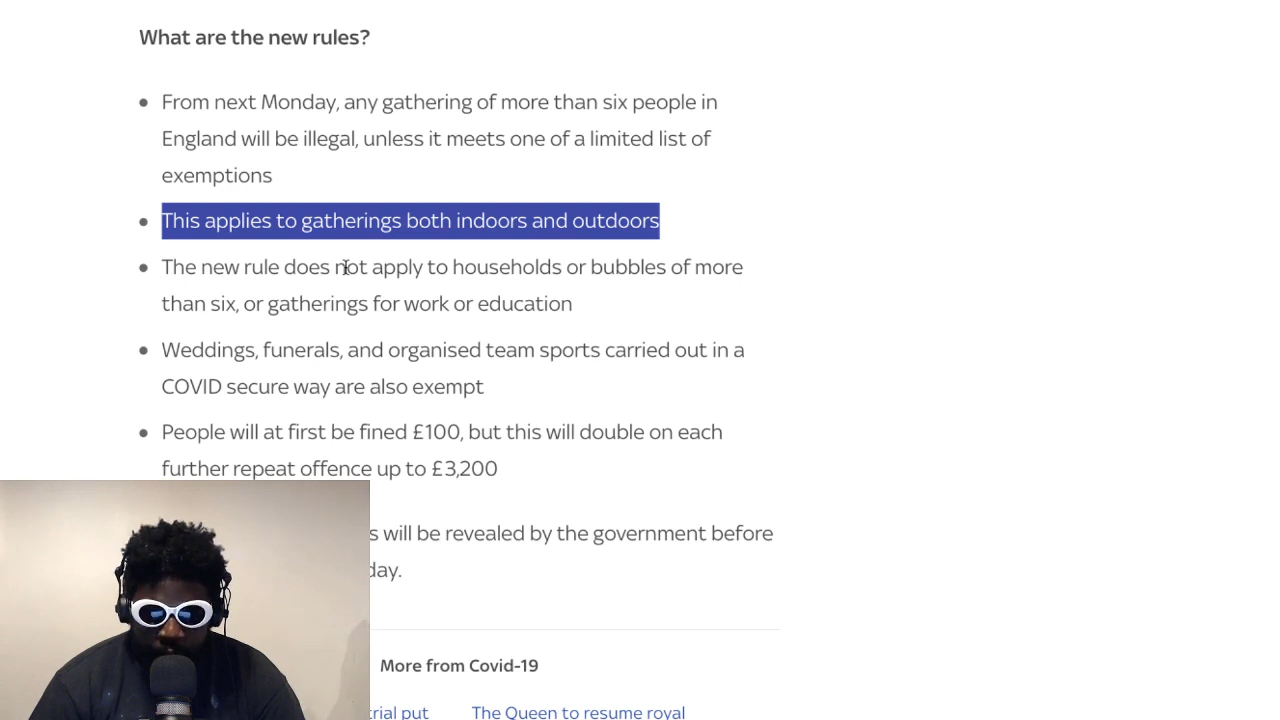 What are the new rules?
From next Monday, any gathering of more than six people in
England will be illegal, unless it meets one of a limited list of
exemptions
This applies to gatherings both indoors and outdoors
The new rule does not apply to households or bubbles of more
than six, or gatherings for work or education
Weddings, funerals, and organised team sports carried out in a
COVID secure way are also exempt
People will at first be fined £100, but this will double on each
further repeat offence up to £3,200
will be revealed by the government before
More from Covid-19
put
The Queen to resume royal